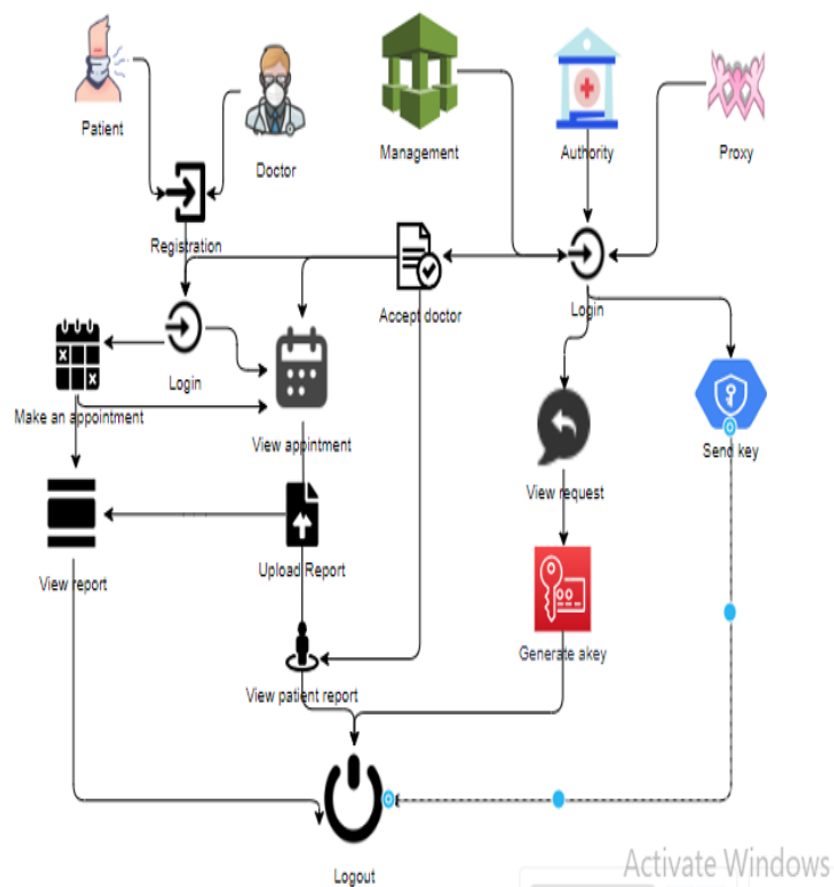 Patient
Doctor
Management
Authority
Proxy
Registration
Accept doctor
Login
Login
Make an appointment
View appintment
Send key
View request
View report
Upload Report
Generate akey
View patient report
Logout
Activate Windows